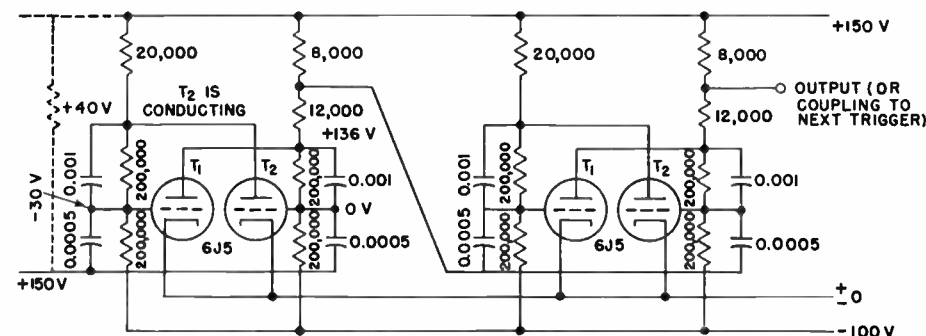 +150 V
20,000
8,000
20,000
8,000
+40 V
T2 IS
CONDUCTING
12,000
+136 V
OUTPUT (OR
COUPLING TO
NEXT TRIGGER)
12,000
0.001
200,000
T1
T2
200,000
0.001
0.001
200,000
T1
T2
200,000
0.001
-30 V
0 V
0.0005
200,000
6J5
200,000
0.0005
0.0005
200,000
6J5
200,000
0.0005
+150 V
± 0
-100 V